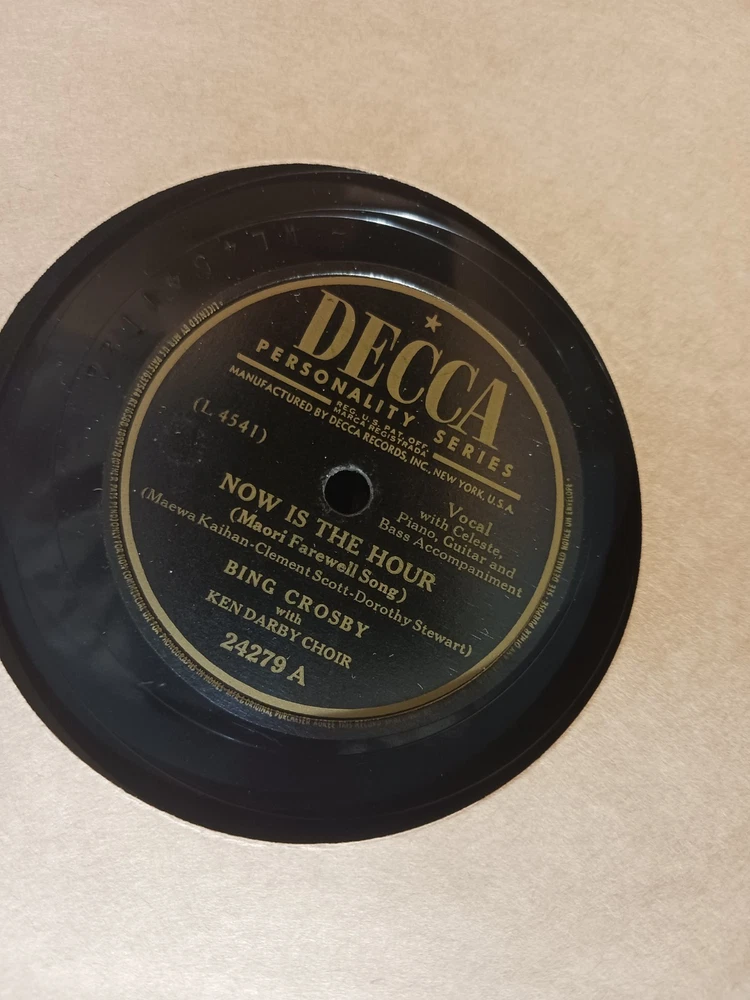 DECCA
PERSONALITY SERIES
REG. U.S. PAT. OFF.
MARCA REGISTRADA
MANUFACTURED BY DECCA RECORDS, INC., NEW YORK, U.S.A.
(L 4541)
Vocal
with Celeste,
Piano, Guitar and
Bass Accompaniment
NOW IS THE HOUR
(Maori Farewell Song)
(Maewa Kaihan-Clement Scott-Dorothy Stewart)
BING CROSBY
with
KEN DARBY CHOIR
24279 A